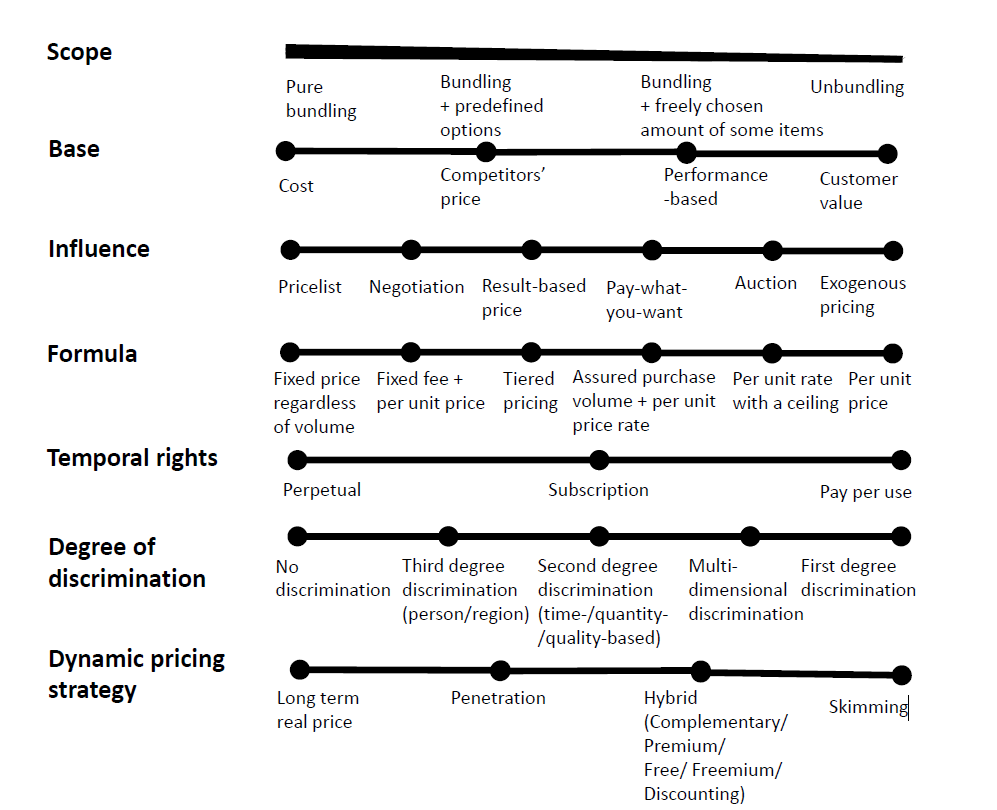 Scope
Pure
bundling
Bundling
+ predefined
options
Bundling
+ freely chosen
amount of some items
Unbundling
Base
Cost
Competitors’
price
Performance
-based
Customer
value
Influence
Pricelist
Negotiation
Result-based
price
Pay-what-
you-want
Auction
Exogenous
pricing
Formula
Fixed price
regardless
of volume
Fixed fee +
per unit price
Tiered
pricing
Assured purchase
volume + per unit
price rate
Per unit rate
with a ceiling
Per unit
price
Temporal rights
Perpetual
Subscription
Pay per use
Degree of
discrimination
No
discrimination
Third degree
discrimination
(person/region)
Second degree
discrimination
(time-/quantity-
/quality-based)
Multi-
dimensional
discrimination
First degree
discrimination
Dynamic pricing
strategy
Long term
real price
Penetration
Hybrid
(Complementary/
Premium/
Free/ Freemium/
Discounting)
Skimming